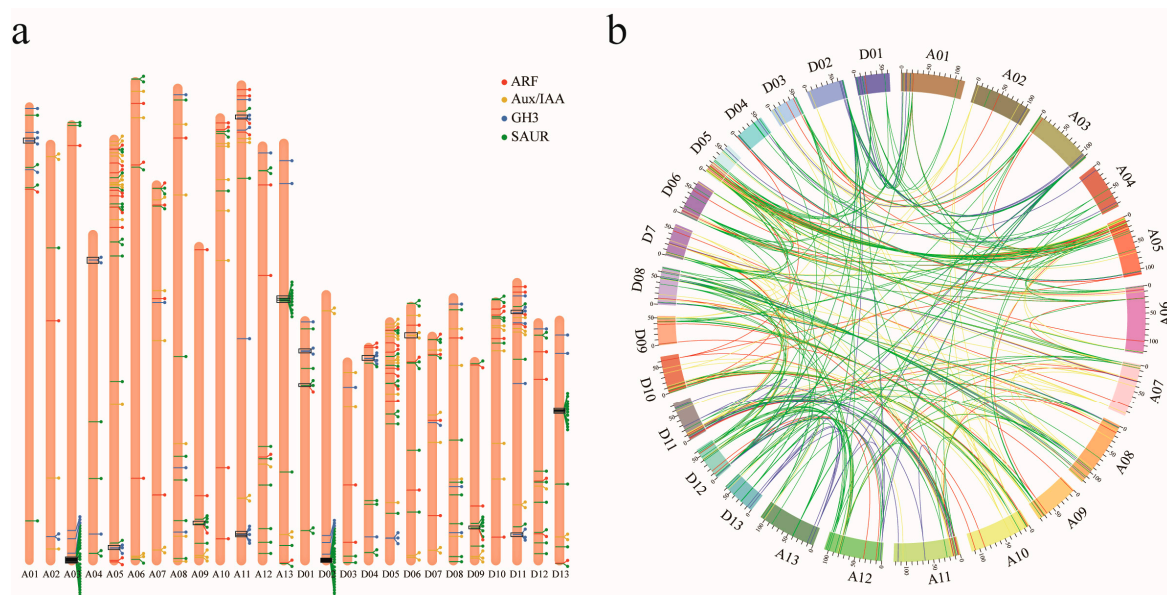 a
ARF
Aux/IAA
GH3
SAUR
A01 A02 A03 A04 A05 A06 A07 A08 A09 A10 A11 A12 A13 D01 D02 D03 D04 D05 D06 D07 D08 D09 D10 D11 D12 D13
b
D01
A01
A02
A03
A04
A05
A06
A07
A08
A09
A10
A11
A12
A13
D13
D12
D11
D10
D09
D08
D7
D06
D05
D04
D03
D02